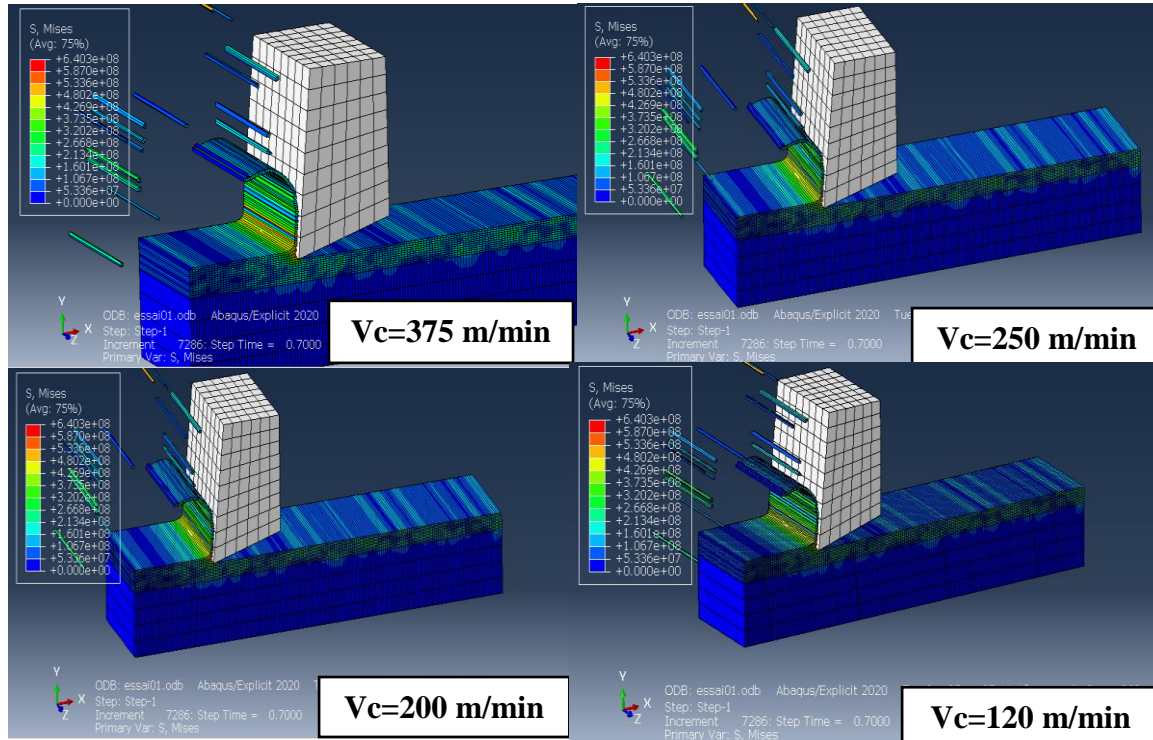 S, Mises
(Avg: 75%)
+6.403e+08
+5.870e+08
+5.336e+08
+4.802e+08
+4.269e+08
+3.735e+08
+3.202e+08
+2.668e+08
+2.134e+08
+1.601e+08
+1.067e+08
+5.336e+07
+0.000e+00
Y
X
Z
ODB: essai01.odb Abaqus/Explicit 2020
Step: Step-1
Increment 7286: Step Time = 0.7000
Primary Var: S, Mises
Vc=375 m/min
S, Mises
(Avg: 75%)
+6.403e+08
+5.870e+08
+5.336e+08
+4.802e+08
+4.269e+08
+3.735e+08
+3.202e+08
+2.668e+08
+2.134e+08
+1.601e+08
+1.067e+08
+5.336e+07
+0.000e+00
Y
X
Z
ODB: essai01.odb Abaqus/Explicit 2020 Tue
Step: Step-1
Increment 7286: Step Time = 0.7000
Primary Var: S, Mises
Vc=250 m/min
S, Mises
(Avg: 75%)
+6.403e+08
+5.870e+08
+5.336e+08
+4.802e+08
+4.269e+08
+3.735e+08
+3.202e+08
+2.668e+08
+2.134e+08
+1.601e+08
+1.067e+08
+5.336e+07
+0.000e+00
Y
X
Z
ODB: essai01.odb Abaqus/Explicit 2020
Step: Step-1
Increment 7286: Step Time = 0.7000
Primary Var: S, Mises
Vc=200 m/min
S, Mises
(Avg: 75%)
+6.403e+08
+5.870e+08
+5.336e+08
+4.802e+08
+4.269e+08
+3.735e+08
+3.202e+08
+2.668e+08
+2.134e+08
+1.601e+08
+1.067e+08
+5.336e+07
+0.000e+00
Y
X
Z
ODB: essai01.odb Abaqus/Explicit 2020
Step: Step-1
Increment 7286: Step Time = 0.7000
Primary Var: S, Mises
Vc=120 m/min